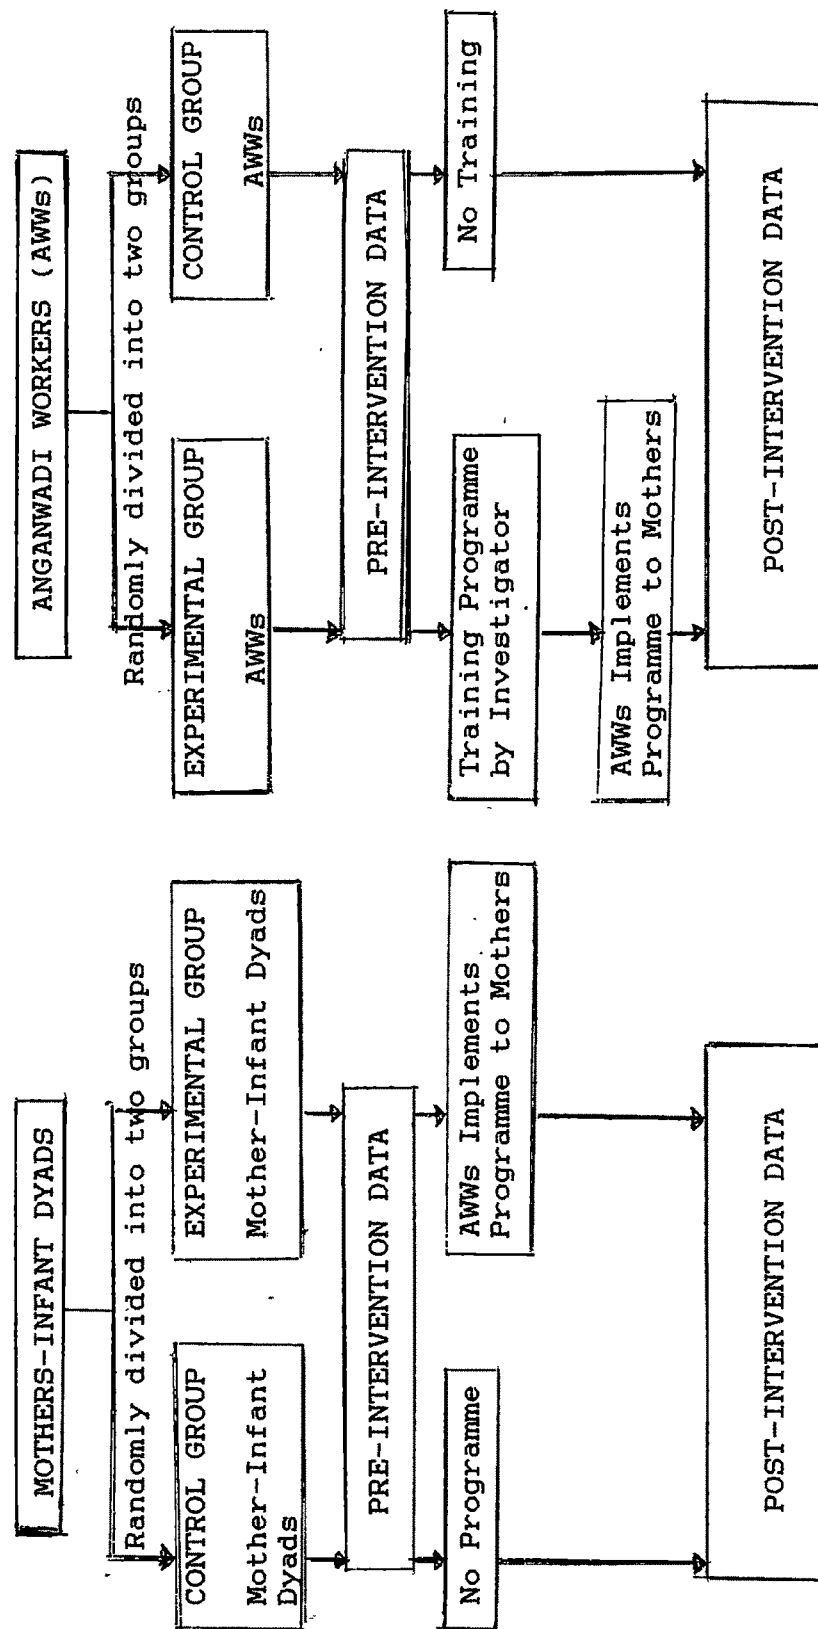 MOTHERS-INFANT DYADS
Randomly divided into two groups
CONTROL GROUP
Mother-Infant
Dyads
EXPERIMENTAL GROUP
Mother-Infant Dyads
PRE-INTERVENTION DATA
No Programme
AWWs Implements
Programme to Mothers
POST-INTERVENTION DATA
ANGANWADI WORKERS (AWWs)
Randomly divided into two groups
EXPERIMENTAL GROUP
AWWs
CONTROL GROUP
AWWs
PRE-INTERVENTION DATA
Training Programme
by Investigator
No Training
AWWs Implements
Programme to Mothers
POST-INTERVENTION DATA